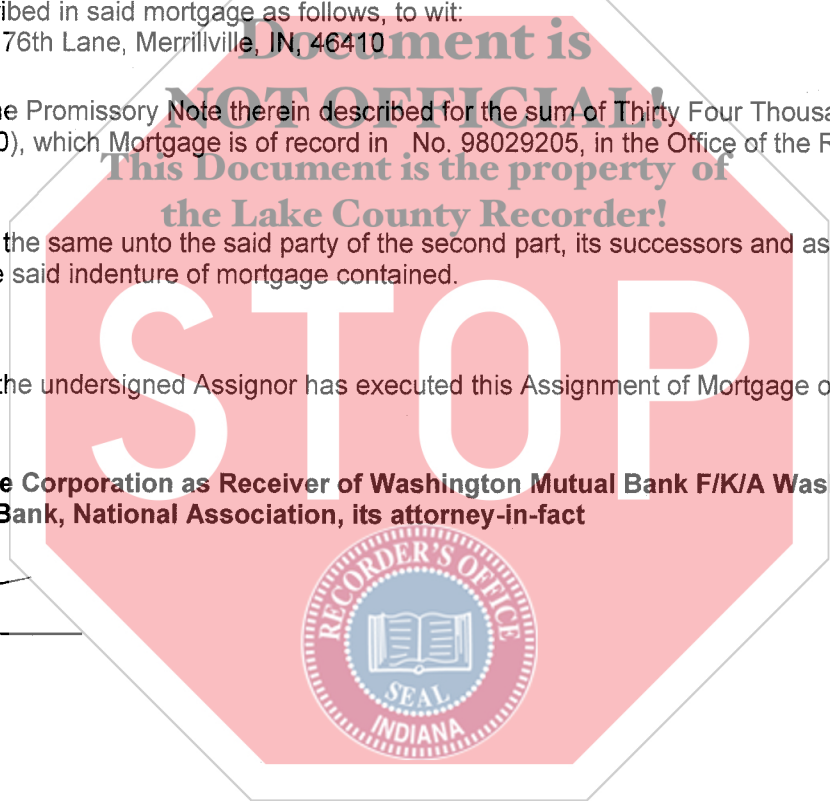 ibed in said mortgage as follows, to wit:
Document is
76th Lane, Merrillville, IN, 46410
NOT OFFICIAL!
e Promissory Note therein described for the sum of Thirty Four Thousa
0), which Mortgage is of record in No. 98029205, in the Office of the R
This Document is the property of
the Lake County Recorder!
the same unto the said party of the second part, its successors and as
e said indenture of mortgage contained.
STOP
the undersigned Assignor has executed this Assignment of Mortgage o
e Corporation as Receiver of Washington Mutual Bank F/K/A Was
Bank, National Association, its attorney-in-fact
RECORDER'S OFFICE
SEAL
INDIANA